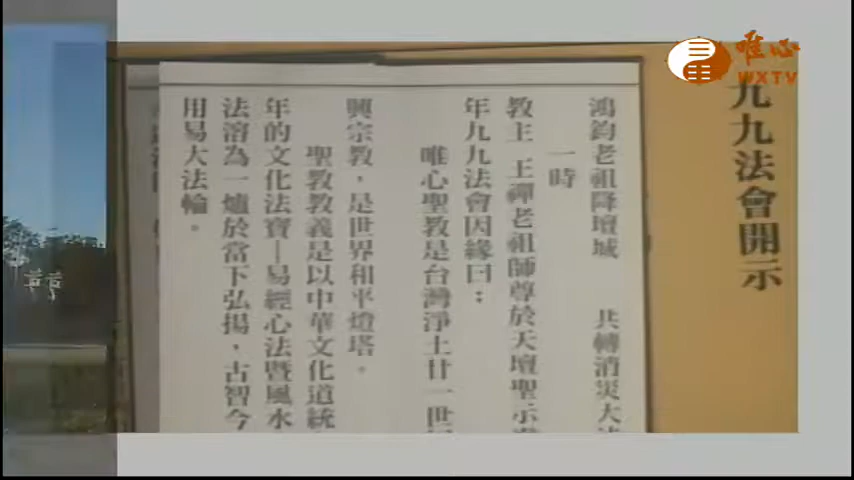 唯心
WXTV
九九法會開示
鴻鈞老祖降壇城 共轉消災大
一時
教主 王禪老祖師尊於天壇聖示
年九九法會因緣曰：
唯心聖教是台灣淨土廿一世
興宗教，是世界和平燈塔。
聖教教義是以中華文化道統
年的文化法寶—易經心法暨風水
法溶為一爐於當下弘揚，古智今
用易大法輪。